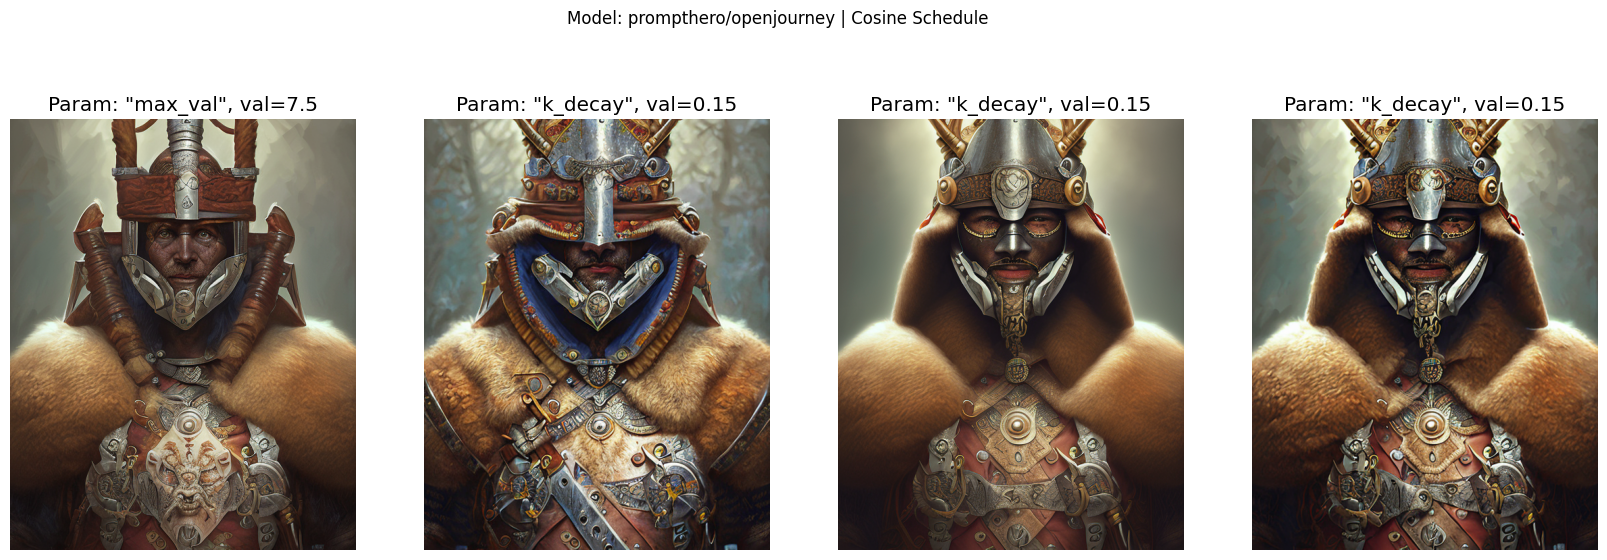 Model: prompthero/openjourney | Cosine Schedule
Param: "max_val", val=7.5
Param: "k_decay", val=0.15
Param: "k_decay", val=0.15
Param: "k_decay", val=0.15